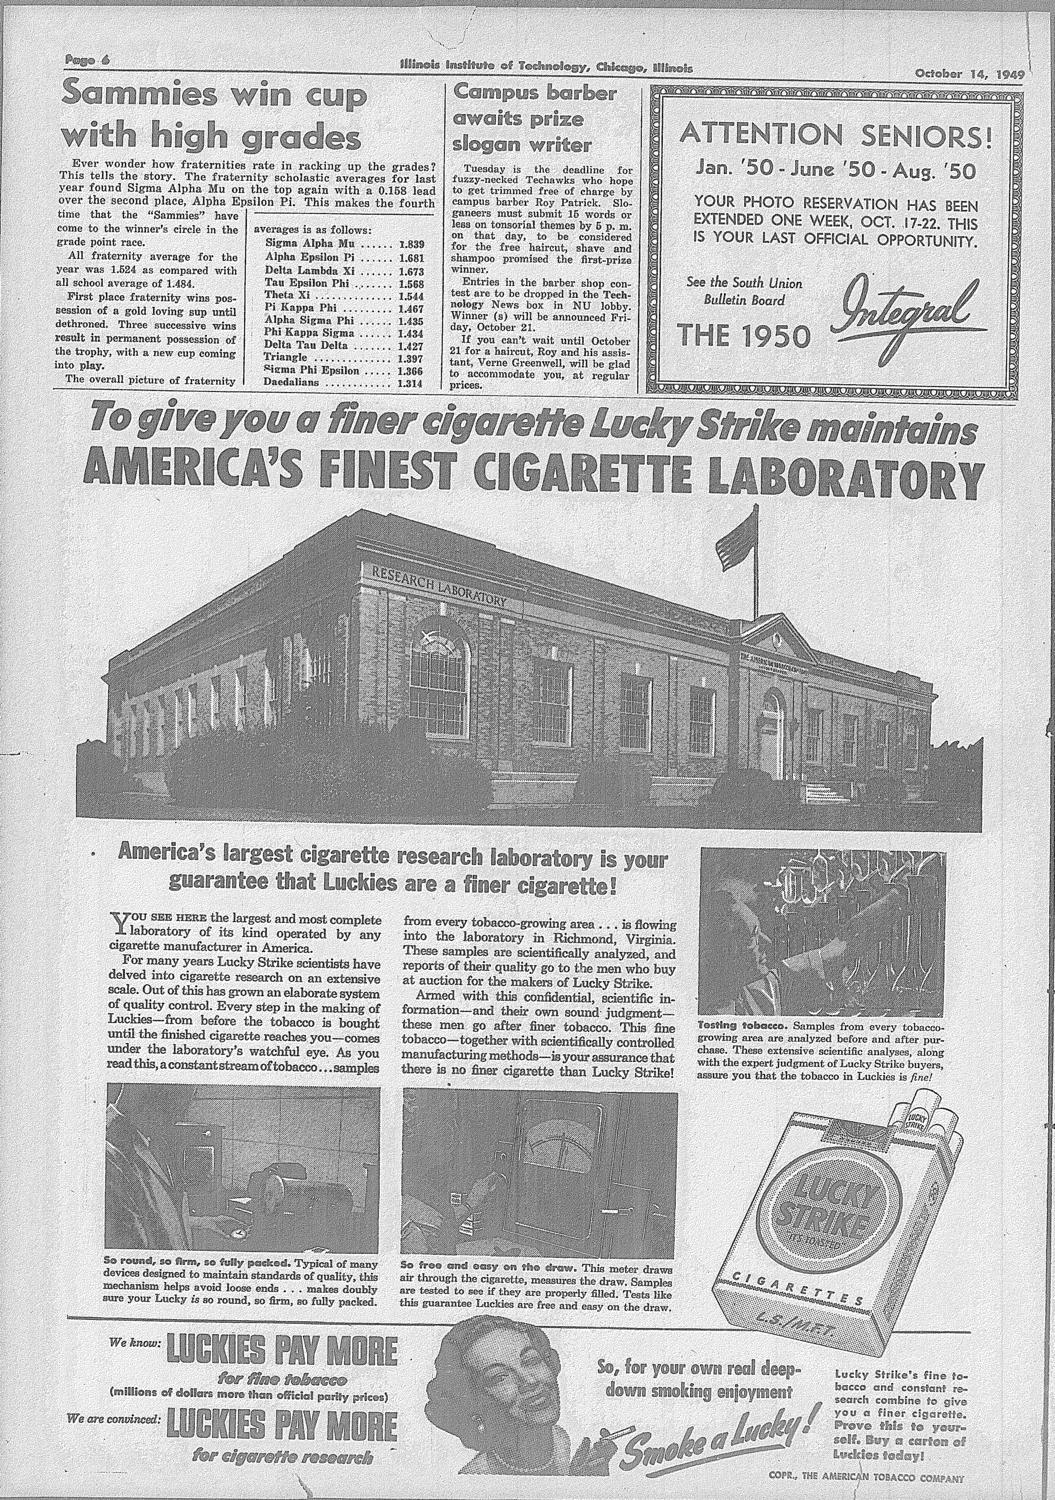 Page 6
Illinois Institute of Technology, Chicago, Illinois
October 14, 1949
Sammies win cup
with high grades
Ever wonder how fraternities rate in racking up the grades?
This tells the story. The fraternity scholastic averages for last
year found Sigma Alpha Mu on the top again with a 0.158 lead
over the second place, Alpha Epsilon Pi. This makes the fourth
time that the "Sammies" have
come to the winner's circle in the
grade point race.
All fraternity average for the
year was 1.524 as compared with
all school average of 1.484.
First place fraternity wins pos-
session of a gold loving sup until
dethroned. Three successive wins
result in permanent possession of
the trophy, with a new cup coming
into play.
The overall picture of fraternity
averages is as follows:
Sigma Alpha Mu ...... 1.839
Alpha Epsilon Pi ...... 1.681
Delta Lambda Xi ...... 1.673
Tau Epsilon Phi ...... 1.568
Theta Xi ............. 1.544
Pi Kappa Phi ......... 1.467
Alpha Sigma Phi ...... 1.435
Phi Kappa Sigma ...... 1.434
Delta Tau Delta ...... 1.427
Triangle ............. 1.397
Sigma Phi Epsilon ..... 1.366
Daedalians ........... 1.314
Campus barber
awaits prize
slogan writer
Tuesday is the deadline for
fuzzy-necked Techawks who hope
to get trimmed free of charge by
campus barber Roy Patrick. Slo-
ganeers must submit 15 words or
less on tonsorial themes by 5 p. m.
on that day, to be considered
for the free haircut, shave and
shampoo promised the first-prize
winner.
Entries in the barber shop con-
test are to be dropped in the Tech-
nology News box in NU lobby.
Winner (s) will be announced Fri-
day, October 21.
If you can't wait until October
21 for a haircut, Roy and his assis-
tant, Verne Greenwell, will be glad
to accommodate you, at regular
prices.
ATTENTION SENIORS!
Jan. '50 - June '50 - Aug. '50
YOUR PHOTO RESERVATION HAS BEEN
EXTENDED ONE WEEK, OCT. 17-22. THIS
IS YOUR LAST OFFICIAL OPPORTUNITY.
See the South Union
Bulletin Board
THE 1950
Integral
To give you a finer cigarette Lucky Strike maintains
AMERICA'S FINEST CIGARETTE LABORATORY
RESEARCH LABORATORY
America's largest cigarette research laboratory is your
guarantee that Luckies are a finer cigarette!
YOU SEE HERE the largest and most complete
laboratory of its kind operated by any
cigarette manufacturer in America.
For many years Lucky Strike scientists have
delved into cigarette research on an extensive
scale. Out of this has grown an elaborate system
of quality control. Every step in the making of
Luckies—from before the tobacco is bought
until the finished cigarette reaches you—comes
under the laboratory's watchful eye. As you
read this, a constant stream of tobacco...samples
from every tobacco-growing area . . . is flowing
into the laboratory in Richmond, Virginia.
These samples are scientifically analyzed, and
reports of their quality go to the men who buy
at auction for the makers of Lucky Strike.
Armed with this confidential, scientific in-
formation—and their own sound judgment—
these men go after finer tobacco. This fine
tobacco—together with scientifically controlled
manufacturing methods—is your assurance that
there is no finer cigarette than Lucky Strike!
Testing tobacco. Samples from every tobacco-
growing area are analyzed before and after pur-
chase. These extensive scientific analyses, along
with the expert judgment of Lucky Strike buyers,
assure you that the tobacco in Luckies is fine!
So round, so firm, so fully packed. Typical of many
devices designed to maintain standards of quality, this
mechanism helps avoid loose ends . . . makes doubly
sure your Lucky is so round, so firm, so fully packed.
So free and easy on the draw. This meter draws
air through the cigarette, measures the draw. Samples
are tested to see if they are properly filled. Tests like
this guarantee Luckies are free and easy on the draw.
LUCKY
STRIKE
LUCKY
STRIKE
"IT'S TOASTED"
CIGARETTES
L.S./M.F.T.
We know: LUCKIES PAY MORE
for fine tobacco
(millions of dollars more than official parity prices)
We are convinced: LUCKIES PAY MORE
for cigarette research
So, for your own real deep-
down smoking enjoyment
Smoke a Lucky!
Lucky Strike's fine to-
bacco and constant re-
search combine to give
you a finer cigarette.
Prove this to your-
self. Buy a carton of
Luckies today!
COPR., THE AMERICAN TOBACCO COMPANY